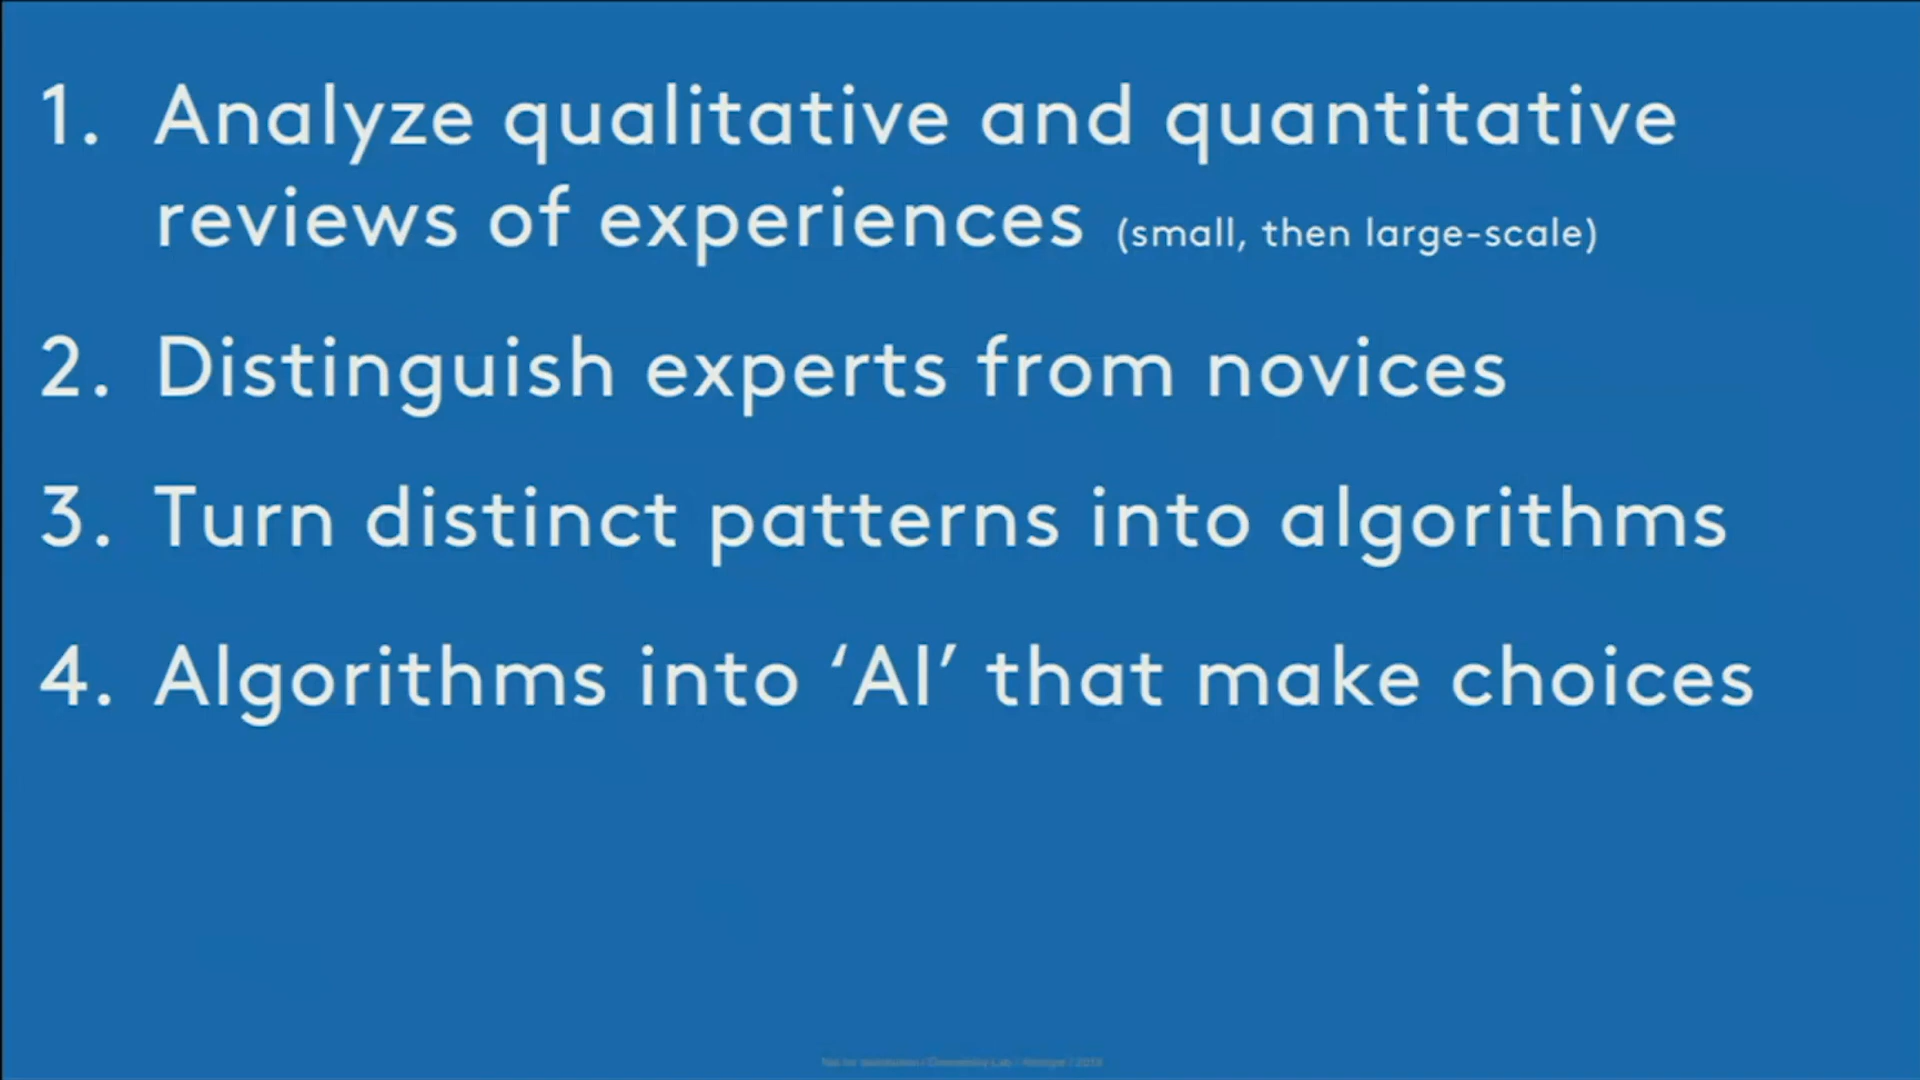 1. Analyze qualitative and quantitative
reviews of experiences (small, then large-scale)
2. Distinguish experts from novices
3. Turn distinct patterns into algorithms
4. Algorithms into ‘AI’ that make choices